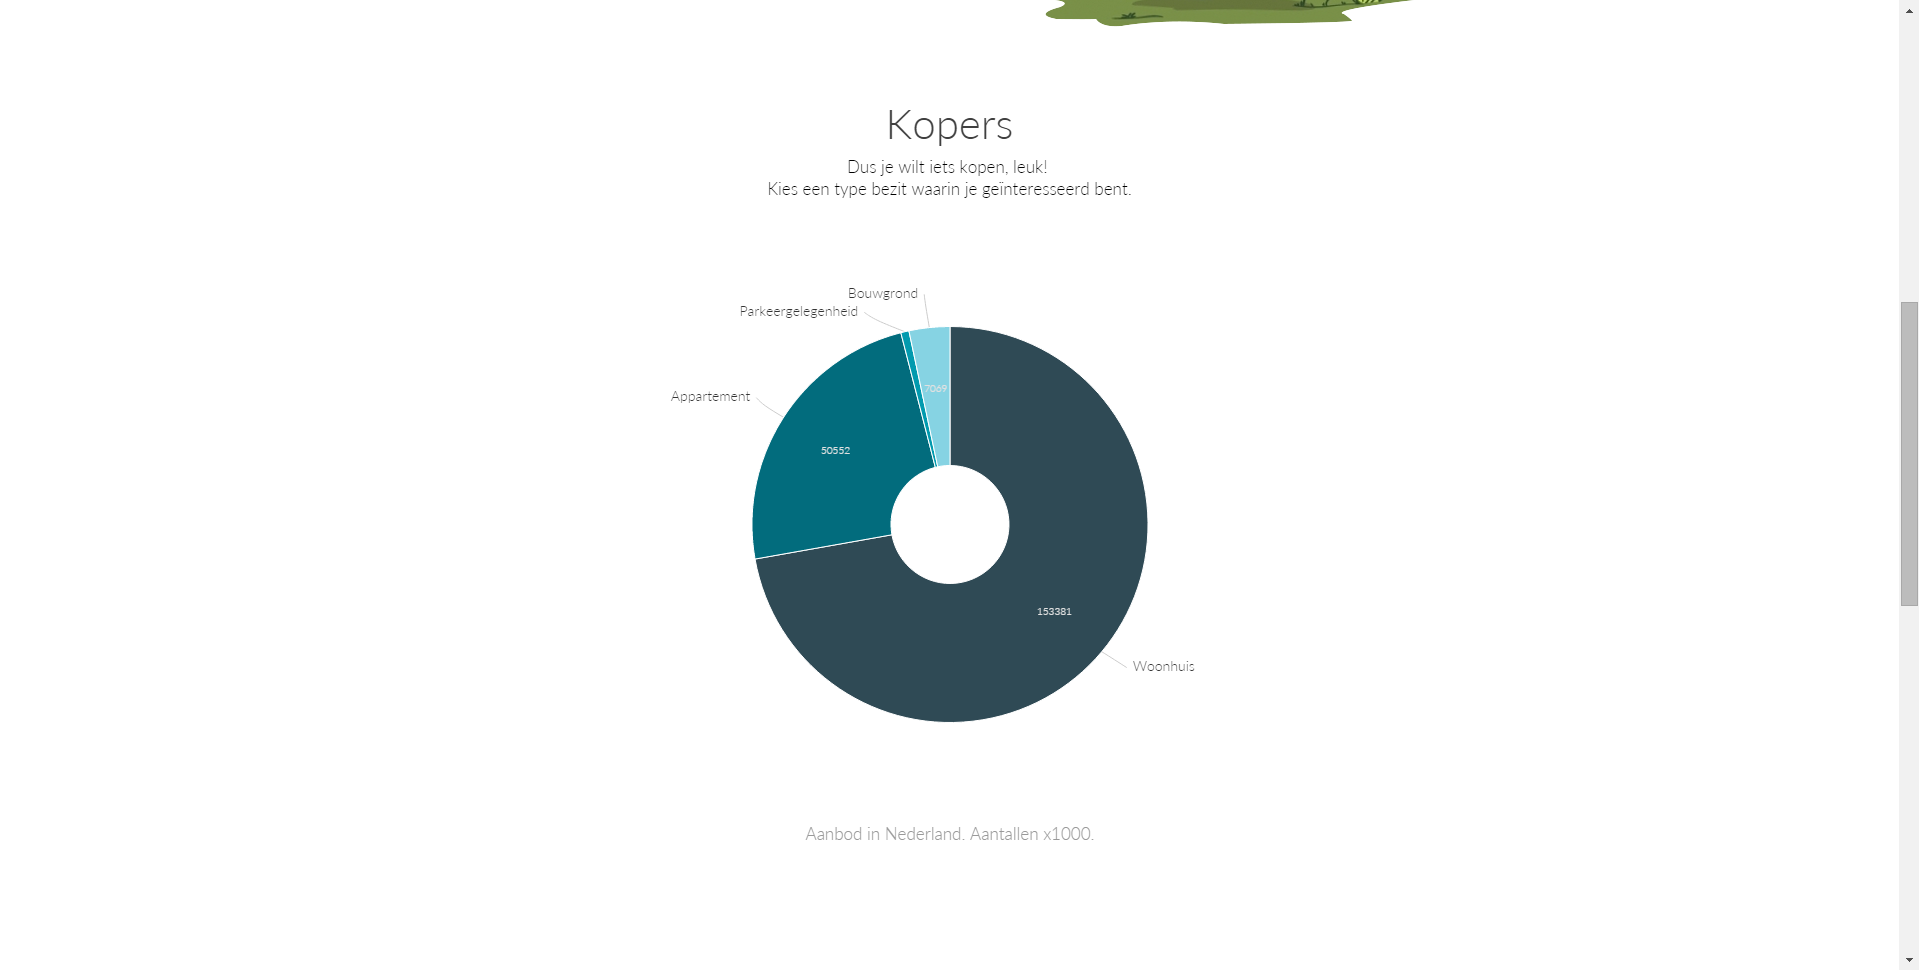 Kopers
Dus je wilt iets kopen, leuk!
Kies een type bezit waarin je geïnteresseerd bent.
Bouwgrond
Parkeergelegenheid
7069
Appartement
50552
153381
Woonhuis
Aanbod in Nederland. Aantallen x1000.